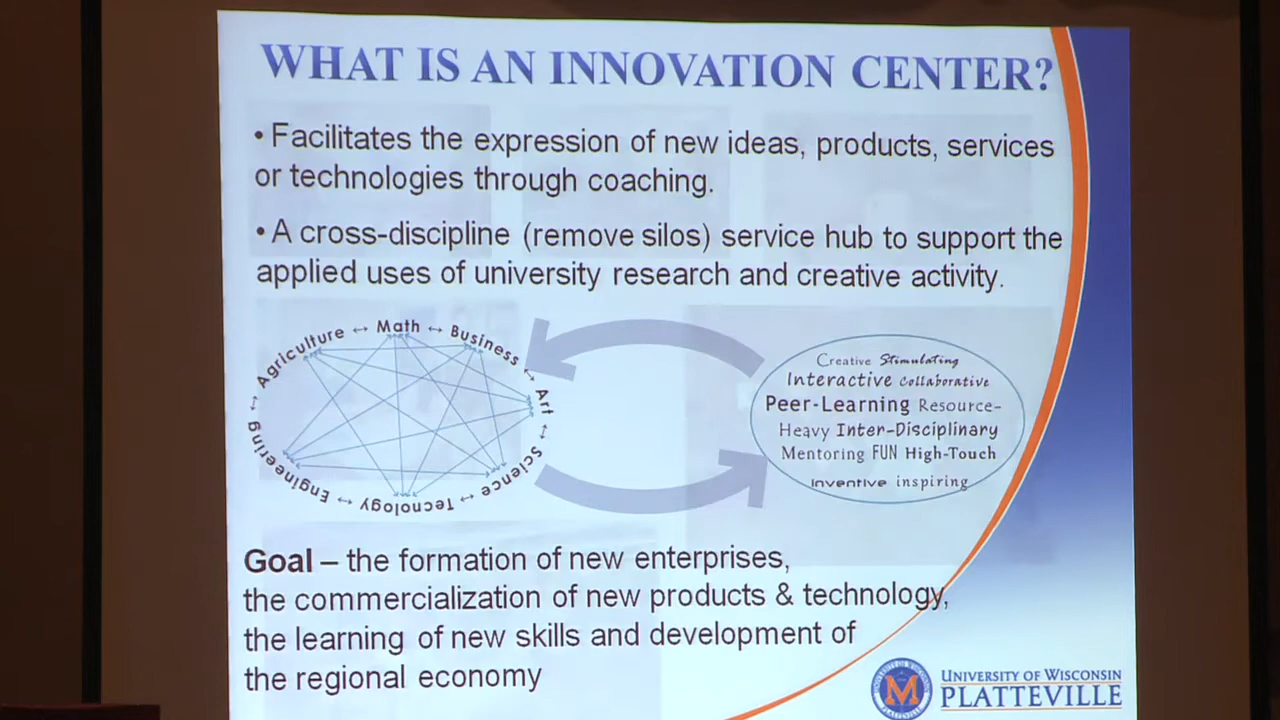 WHAT IS AN INNOVATION CENTER?
• Facilitates the expression of new ideas, products, services
or technologies through coaching.
• A cross-discipline (remove silos) service hub to support the
applied uses of university research and creative activity.
Agriculture ↔ Math ↔ Business ↔ Art ↔ Science ↔ Tecnology ↔ Engineering ↔
Creative Stimulating
Interactive Collaborative
Peer-Learning Resource-
Heavy Inter-Disciplinary
Mentoring FUN High-Touch
Inventive inspiring
Goal – the formation of new enterprises,
the commercialization of new products & technology,
the learning of new skills and development of
the regional economy
M
UNIVERSITY OF WISCONSIN
PLATTEVILLE